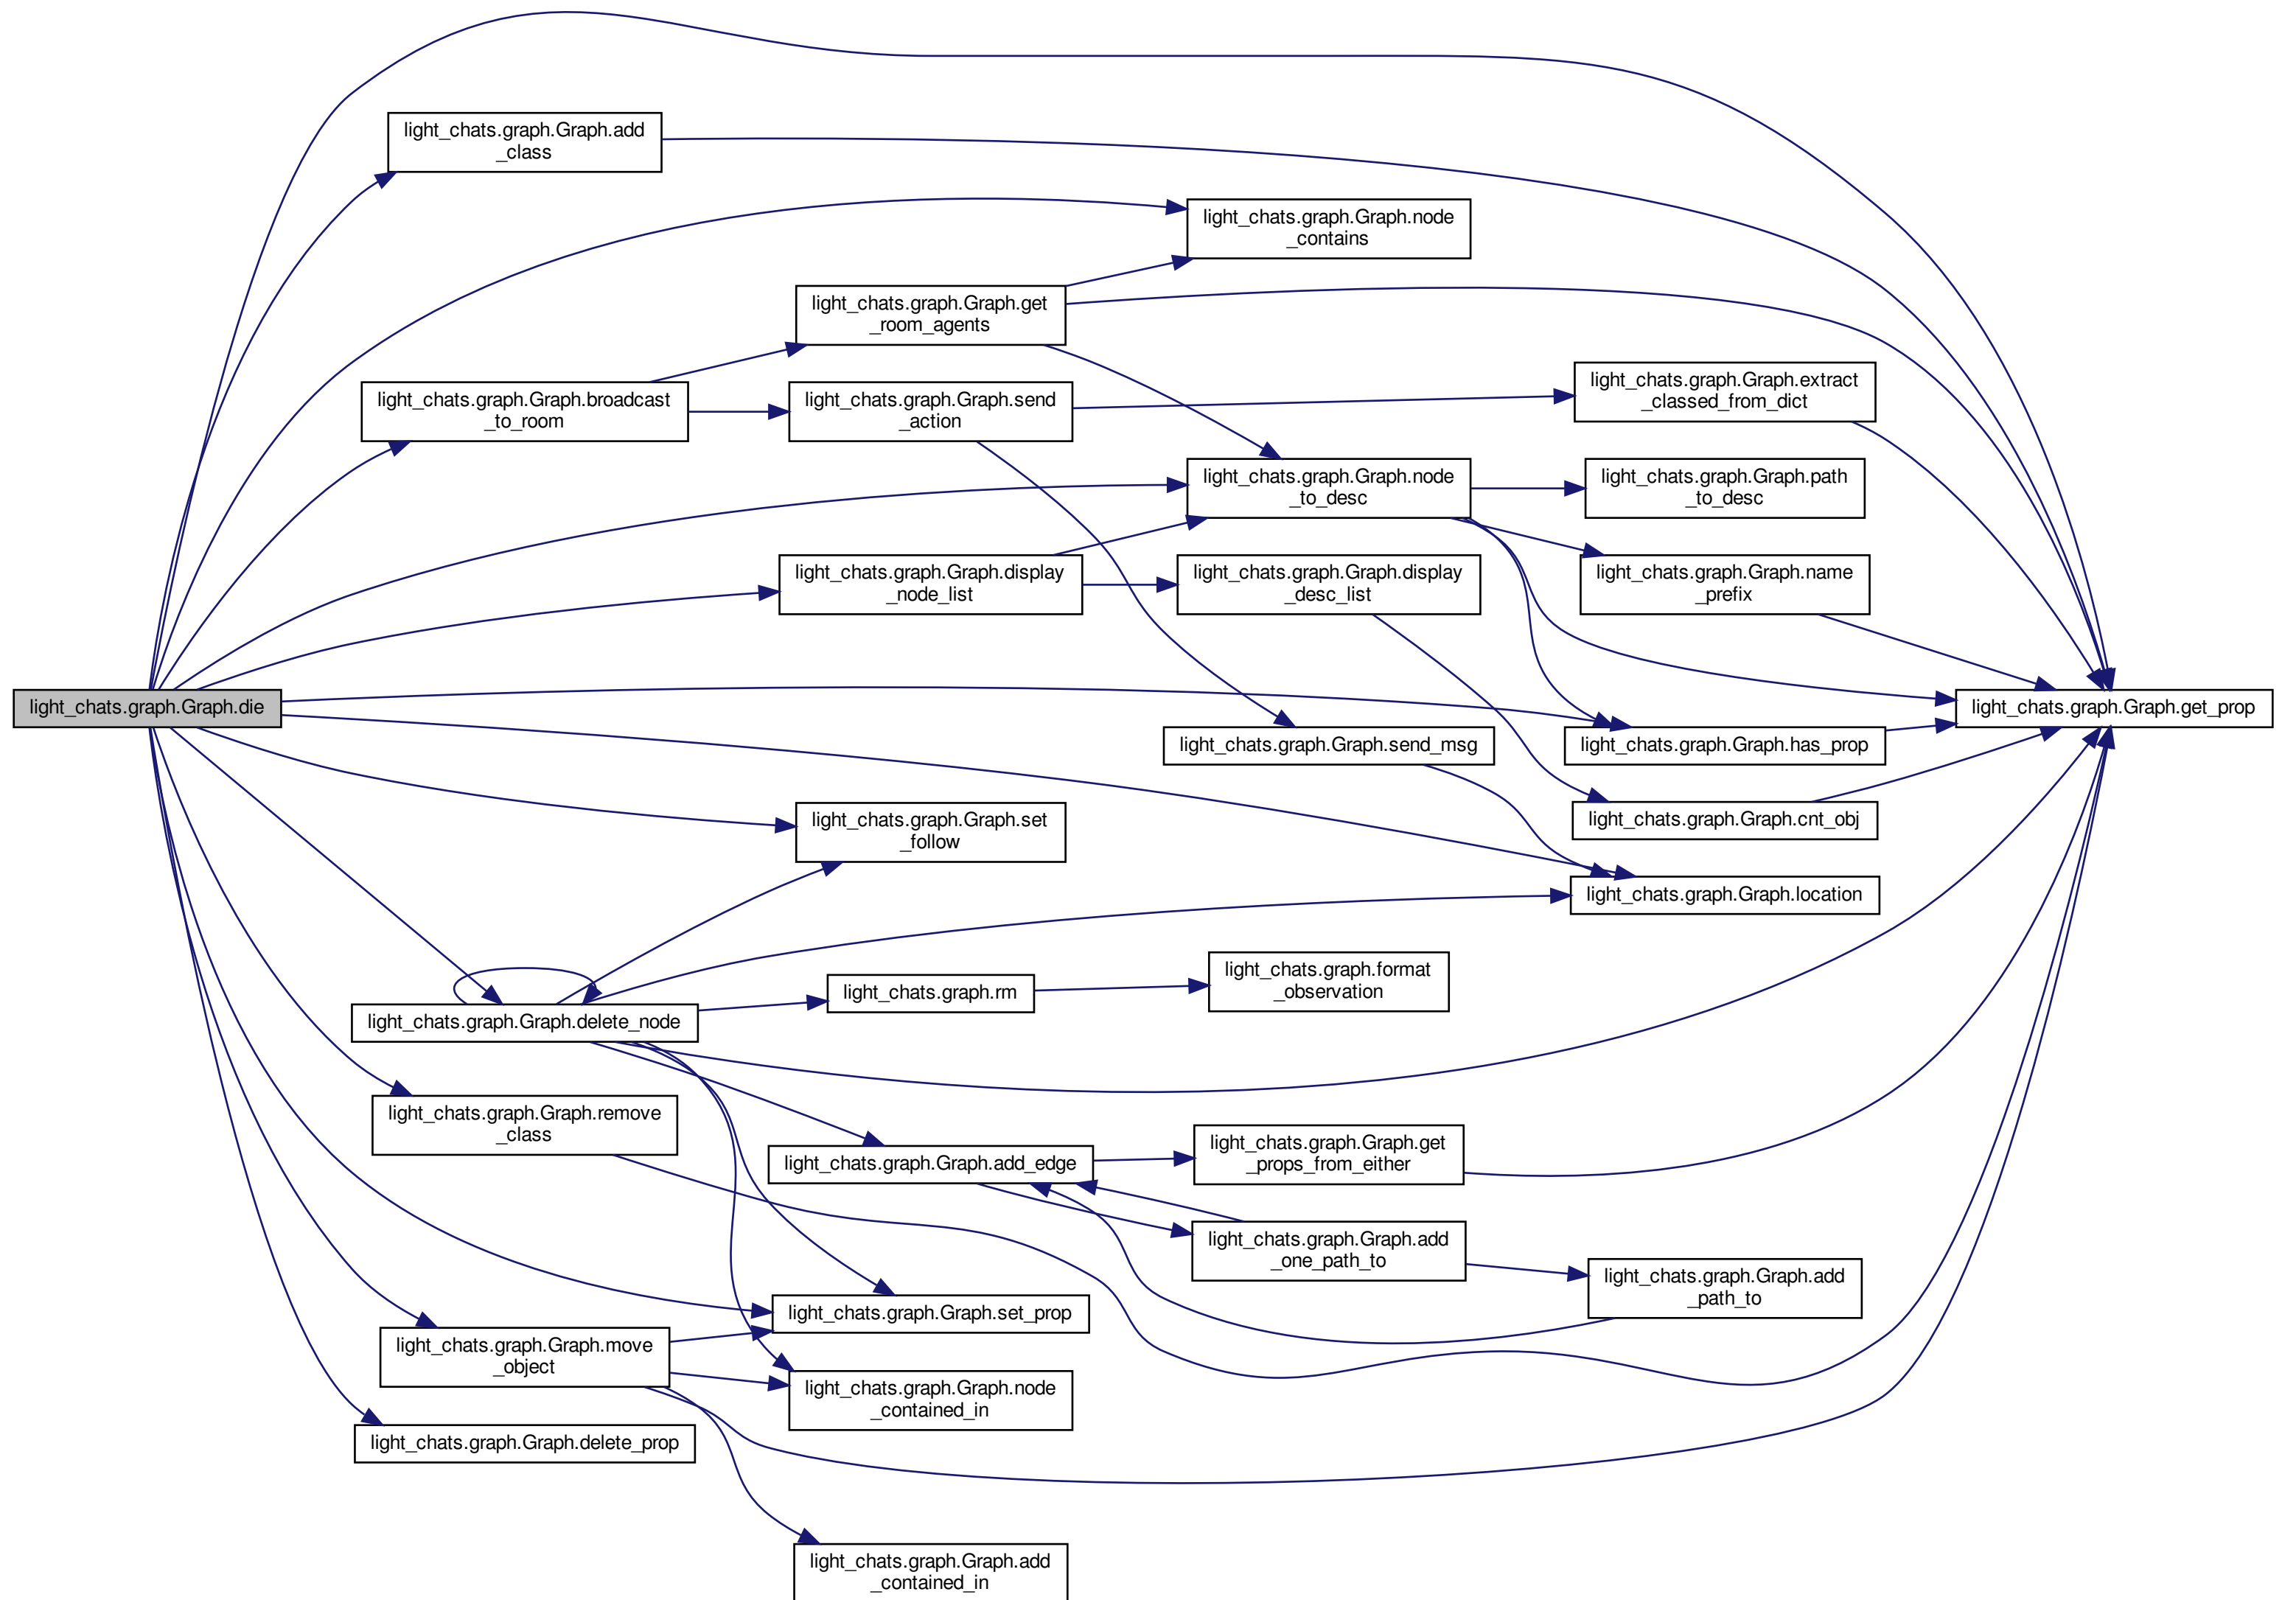 light_chats.graph.Graph.die
light_chats.graph.Graph.add
_class
light_chats.graph.Graph.broadcast
_to_room
light_chats.graph.Graph.delete_node
light_chats.graph.Graph.remove
_class
light_chats.graph.Graph.move
_object
light_chats.graph.Graph.delete_prop
light_chats.graph.Graph.get
_room_agents
light_chats.graph.Graph.send
_action
light_chats.graph.Graph.display
_node_list
light_chats.graph.Graph.set
_follow
light_chats.graph.rm
light_chats.graph.Graph.add_edge
light_chats.graph.Graph.set_prop
light_chats.graph.Graph.node
_contained_in
light_chats.graph.Graph.add
_contained_in
light_chats.graph.Graph.node
_contains
light_chats.graph.Graph.node
_to_desc
light_chats.graph.Graph.display
_desc_list
light_chats.graph.Graph.send_msg
light_chats.graph.format
_observation
light_chats.graph.Graph.get
_props_from_either
light_chats.graph.Graph.add
_one_path_to
light_chats.graph.Graph.extract
_classed_from_dict
light_chats.graph.Graph.path
_to_desc
light_chats.graph.Graph.name
_prefix
light_chats.graph.Graph.has_prop
light_chats.graph.Graph.cnt_obj
light_chats.graph.Graph.location
light_chats.graph.Graph.add
_path_to
light_chats.graph.Graph.get_prop